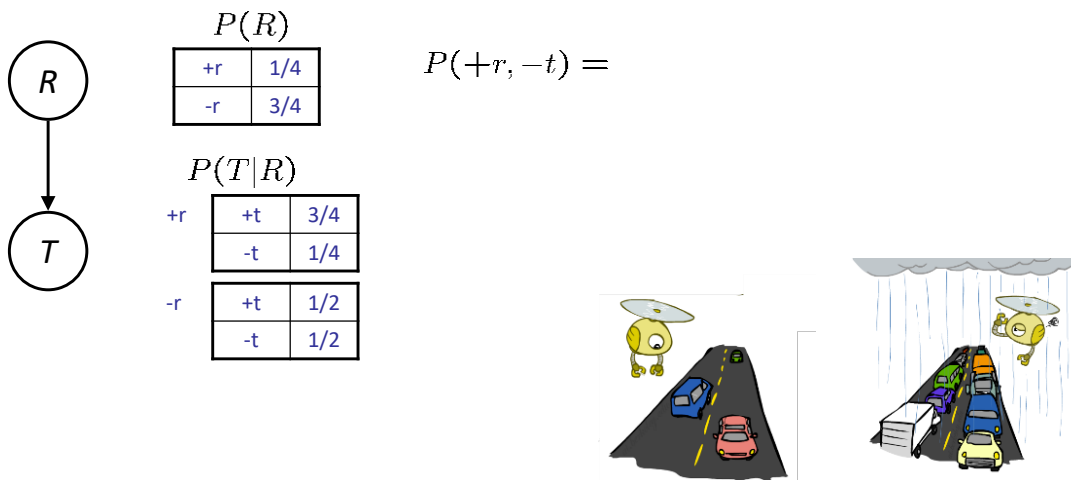 R
T
P(R)
+r 1/4
-r 3/4
P(T|R)
+r +t 3/4
-t 1/4
-r +t 1/2
-t 1/2
P(+r, −t) =